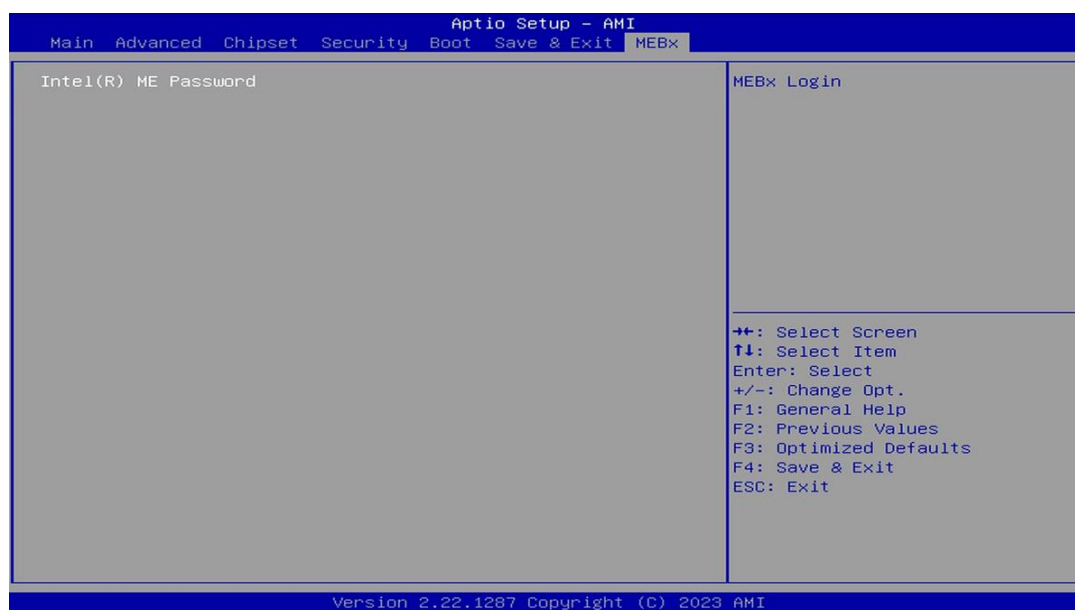 Aptio Setup – AMI
Main Advanced Chipset Security Boot Save & Exit MEBx
Intel(R) ME Password
MEBx Login
→←: Select Screen
↑↓: Select Item
Enter: Select
+/-: Change Opt.
F1: General Help
F2: Previous Values
F3: Optimized Defaults
F4: Save & Exit
ESC: Exit
Version 2.22.1287 Copyright (C) 2023 AMI